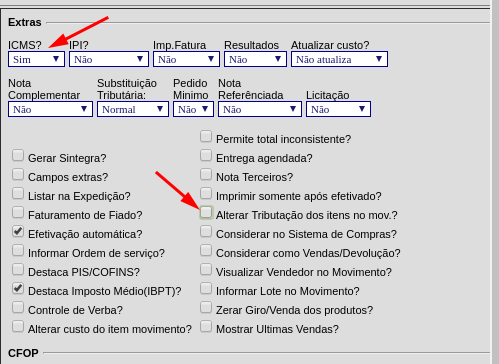 Extras
ICMS? IPI? Imp.Fatura Resultados Atualizar custo?
Sim Não Não Não Não atualiza
Nota Substituição Pedido Nota
Complementar Tributária: Minimo Referênciada Licitação
Não Normal Não Não Não
Permite total inconsistente?
Gerar Sintegra? Entrega agendada?
Campos extras? Nota Terceiros?
Listar na Expedição? Imprimir somente após efetivado?
Faturamento de Fiado? Alterar Tributação dos itens no mov.?
Efetivação automática? Considerar no Sistema de Compras?
Informar Ordem de serviço? Considerar como Vendas/Devolução?
Destaca PIS/COFINS? Visualizar Vendedor no Movimento?
Destaca Imposto Médio(IBPT)? Informar Lote no Movimento?
Controle de Verba? Zerar Giro/Venda dos produtos?
Alterar custo do item movimento? Mostrar Ultimas Vendas?
CFOP